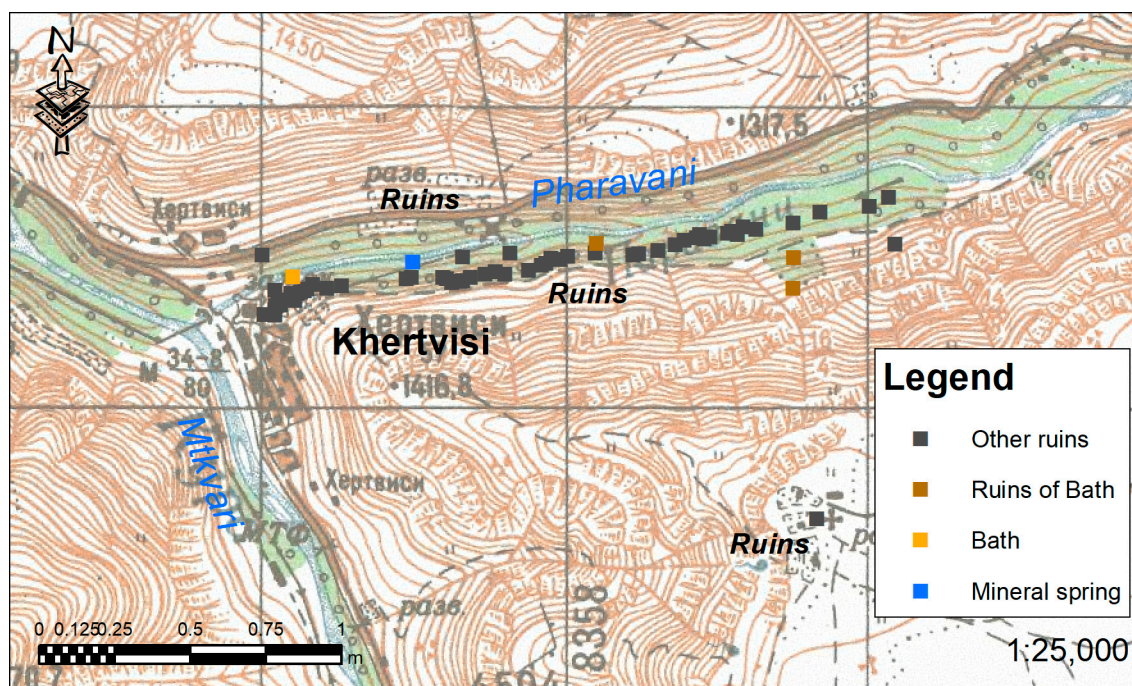 N
1450
1317,5
разв.
Ruins
Pharavani
Хертвиси
Ruins
Хертвиси
Khertvisi
М 34-8
80
1416,8
Legend
Other ruins
Ruins of Bath
Bath
Mineral spring
Mtkvari
Хертвиси
МТФ
Ruins
разв.
8358
0 0.125 0.25 0.5 0.75 1
m
1:25,000